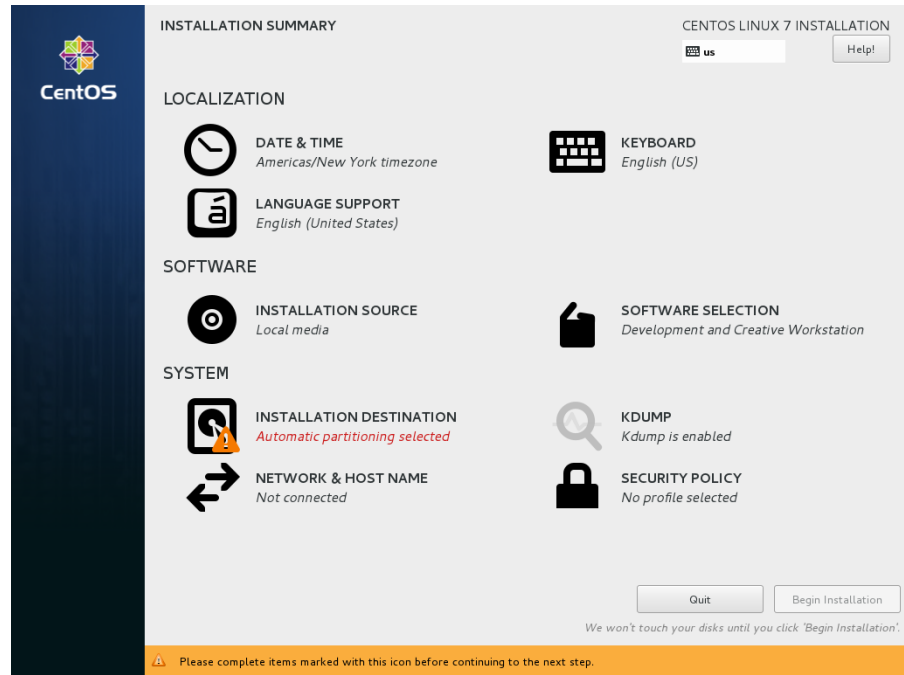 INSTALLATION SUMMARY
CENTOS LINUX 7 INSTALLATION
us
Help!
CentOS
LOCALIZATION
DATE & TIME
Americas/New York timezone
KEYBOARD
English (US)
á
LANGUAGE SUPPORT
English (United States)
SOFTWARE
INSTALLATION SOURCE
Local media
SOFTWARE SELECTION
Development and Creative Workstation
SYSTEM
INSTALLATION DESTINATION
Automatic partitioning selected
KDUMP
Kdump is enabled
NETWORK & HOST NAME
Not connected
SECURITY POLICY
No profile selected
Quit
Begin Installation
We won't touch your disks until you click 'Begin Installation'.
Please complete items marked with this icon before continuing to the next step.